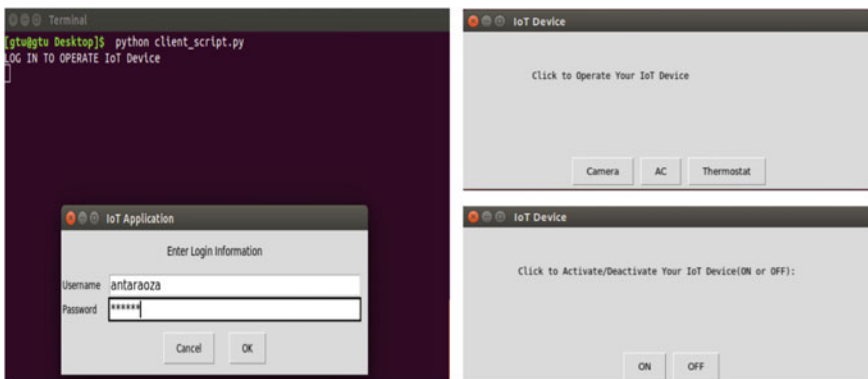 Terminal
[gtu@gtu Desktop]$ python client_script.py
LOG IN TO OPERATE IoT Device
IoT Application
Enter Login Information
Username antaraoza
Password ******
Cancel OK
IoT Device
Click to Operate Your IoT Device
Camera AC Thermostat
IoT Device
Click to Activate/Deactivate Your IoT Device(ON or OFF):
ON OFF